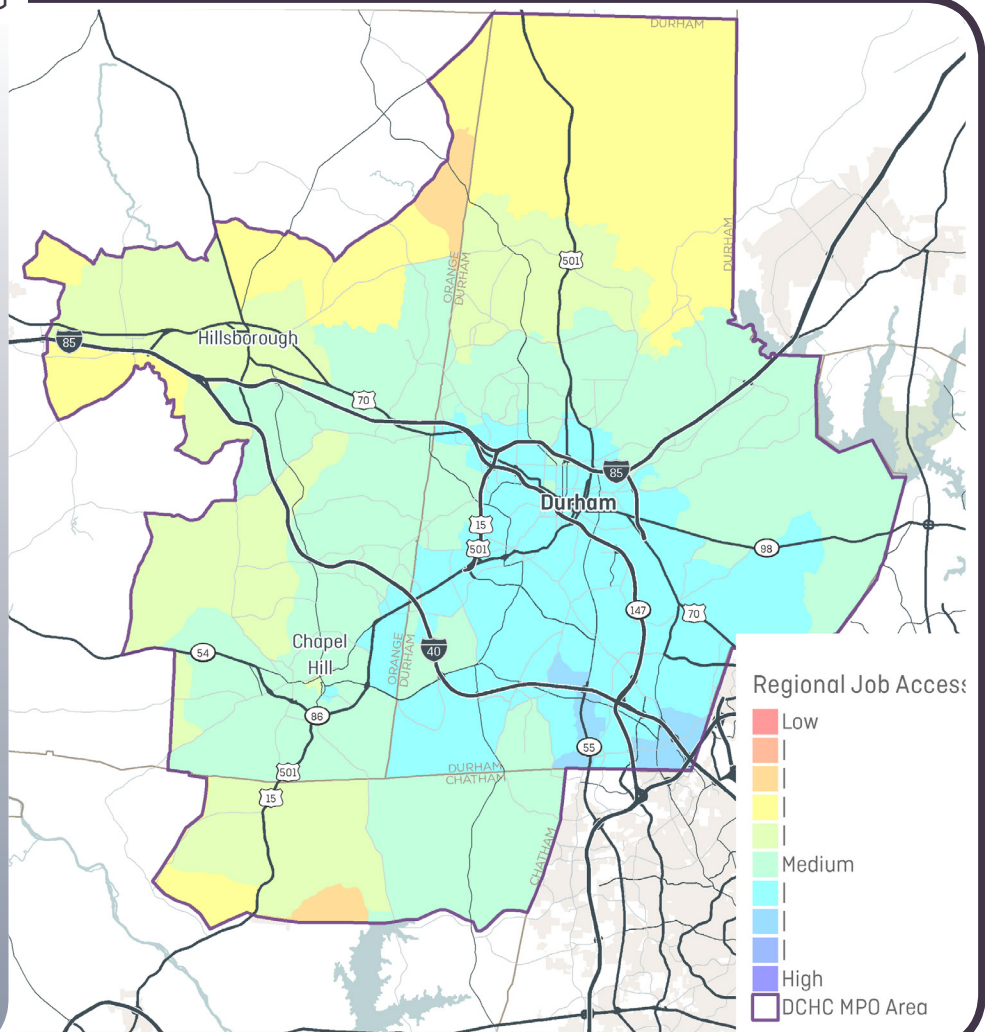 DURHAM
DURHAM
501
ORANGE
DURHAM
85
Hillsborough
70
85
Durham
15
501
98
147
70
Chapel
Hill
ORANGE
DURHAM
54
40
86
Regional Job Access
Low
55
501
DURHAM
CHATHAM
15
CHATHAM
Medium
High
DCHC MPO Area